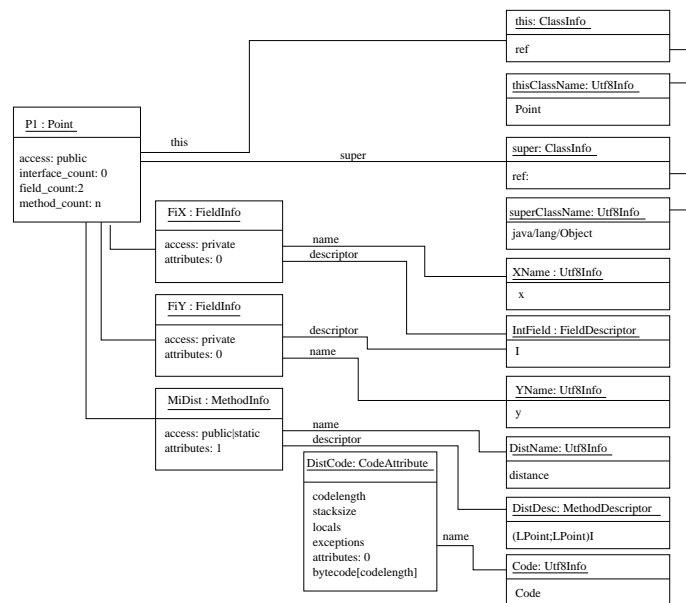 this: ClassInfo
ref
thisClassName: Utf8Info
Point
P1 : Point
access: public
interface_count: 0
field_count:2
method_count: n
this
super
super: ClassInfo
ref:
superClassName: Utf8Info
java/lang/Object
FiX : FieldInfo
access: private
attributes: 0
name
descriptor
XName : Utf8Info
x
FiY : FieldInfo
access: private
attributes: 0
descriptor
name
IntField : FieldDescriptor
I
YName: Utf8Info
y
MiDist : MethodInfo
access: public|static
attributes: 1
name
descriptor
DistName: Utf8Info
distance
DistCode: CodeAttribute
codelength
stacksize
locals
exceptions
attributes: 0
bytecode[codelength]
DistDesc: MethodDescriptor
(LPoint;LPoint)I
name
Code: Utf8Info
Code